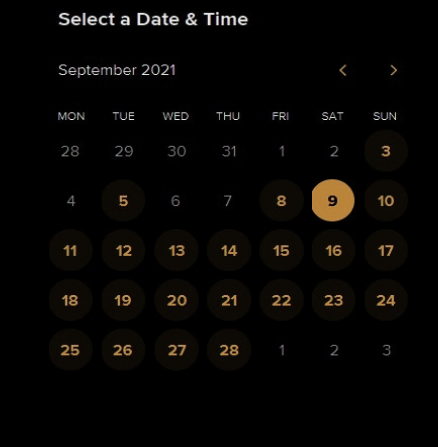 Select a Date & Time
September 2021
MON TUE WED THU FRI SAT SUN
28 29 30 31 1 2 3
4 5 6 7 8 9 10
11 12 13 14 15 16 17
18 19 20 21 22 23 24
25 26 27 28 1 2 3